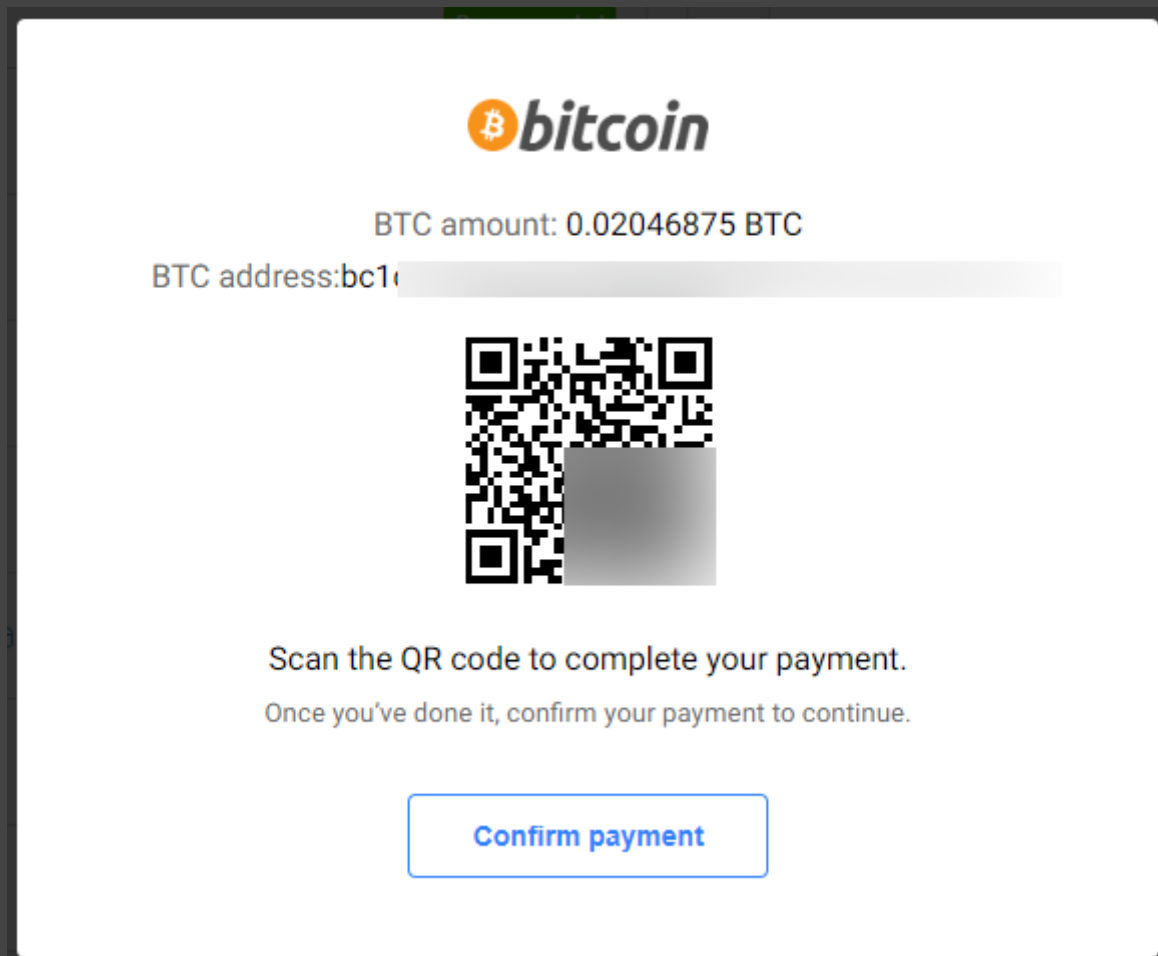 bitcoin
BTC amount: 0.02046875 BTC
BTC address:bc1
Scan the QR code to complete your payment.
Once you’ve done it, confirm your payment to continue.
Confirm payment